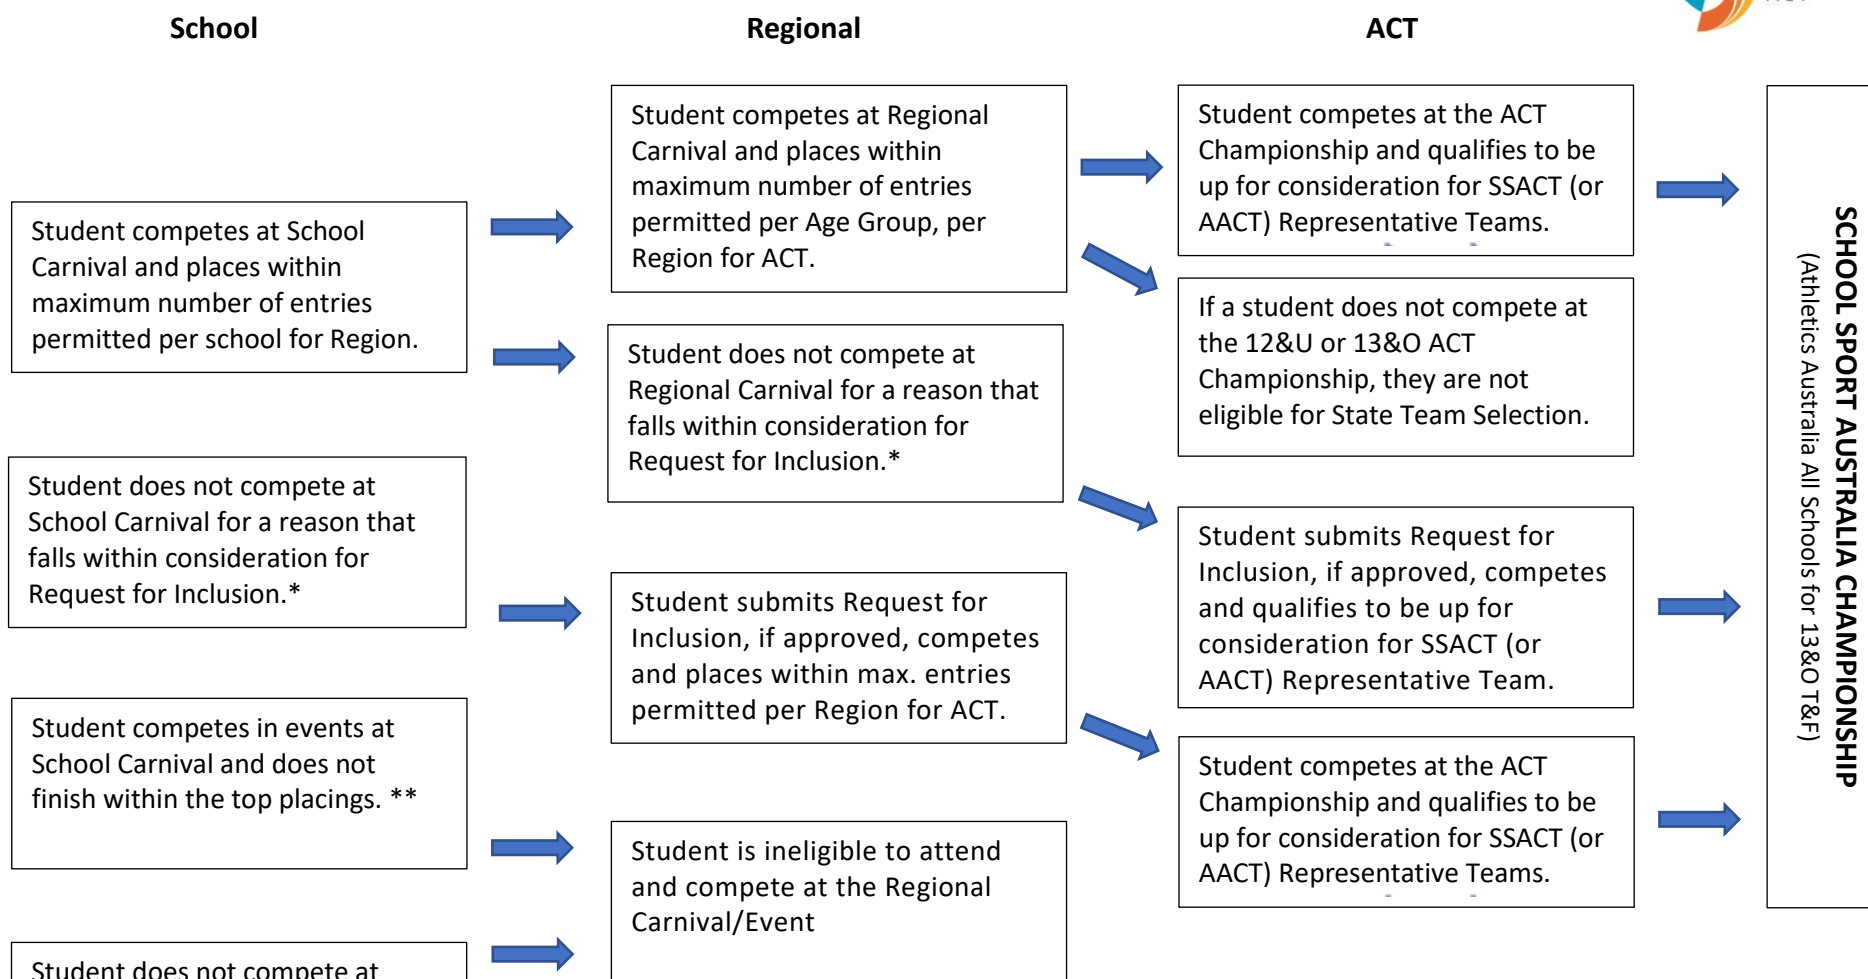 School
Regional
ACT
Student competes at School
Carnival and places within
maximum number of entries
permitted per school for Region.
Student does not compete at
School Carnival for a reason that
falls within consideration for
Request for Inclusion.*
Student competes in events at
School Carnival and does not
finish within the top placings. **
Student does not compete at
Student competes at Regional
Carnival and places within
maximum number of entries
permitted per Age Group, per
Region for ACT.
Student does not compete at
Regional Carnival for a reason that
falls within consideration for
Request for Inclusion.*
Student submits Request for
Inclusion, if approved, competes
and places within max. entries
permitted per Region for ACT.
Student is ineligible to attend
and compete at the Regional
Carnival/Event
Student competes at the ACT
Championship and qualifies to be
up for consideration for SSACT (or
AACT) Representative Teams.
If a student does not compete at
the 12&U or 13&O ACT
Championship, they are not
eligible for State Team Selection.
Student submits Request for
Inclusion, if approved, competes
and qualifies to be up for
consideration for SSACT (or
AACT) Representative Team.
Student competes at the ACT
Championship and qualifies to be
up for consideration for SSACT (or
AACT) Representative Teams.
SCHOOL SPORT AUSTRALIA CHAMPIONSHIP
(Athletics Australia All Schools for 13&O T&F)